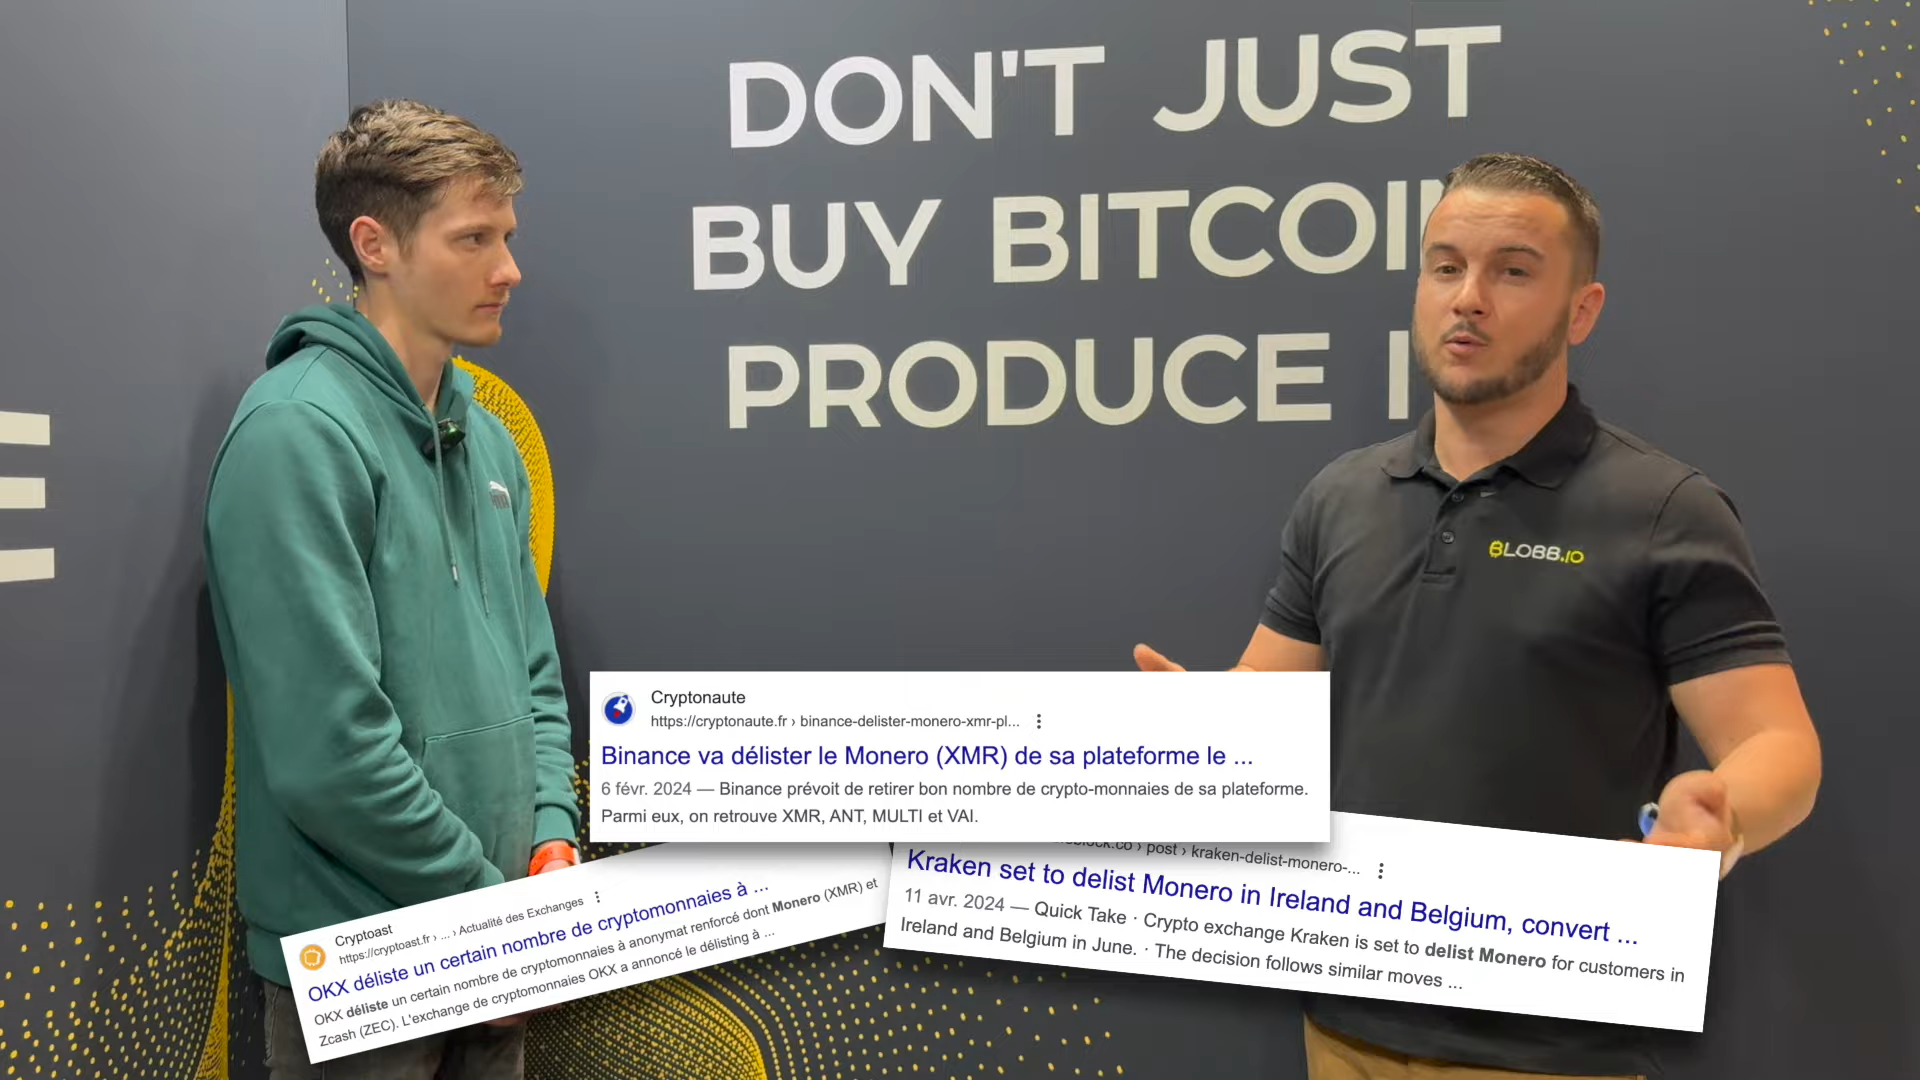 DON'T JUST
BUY BITCOIN
PRODUCE I
E
BLOBB.IO
Cryptonaute
https://cryptonaute.fr › binance-delister-monero-xmr-pl...
Binance va délister le Monero (XMR) de sa plateforme le ...
6 févr. 2024 — Binance prévoit de retirer bon nombre de crypto-monnaies de sa plateforme.
Parmi eux, on retrouve XMR, ANT, MULTI et VAI.
Cryptoast
https://cryptoast.fr › ... › Actualité des Exchanges
OKX déliste un certain nombre de cryptomonnaies à ...
OKX déliste un certain nombre de cryptomonnaies à anonymat renforcé dont Monero (XMR) et
Zcash (ZEC). L'exchange de cryptomonnaies OKX a annoncé le délisting à ...
› post › kraken-delist-monero-...
Kraken set to delist Monero in Ireland and Belgium, convert ...
11 avr. 2024 — Quick Take · Crypto exchange Kraken is set to delist Monero for customers in
Ireland and Belgium in June. · The decision follows similar moves ...